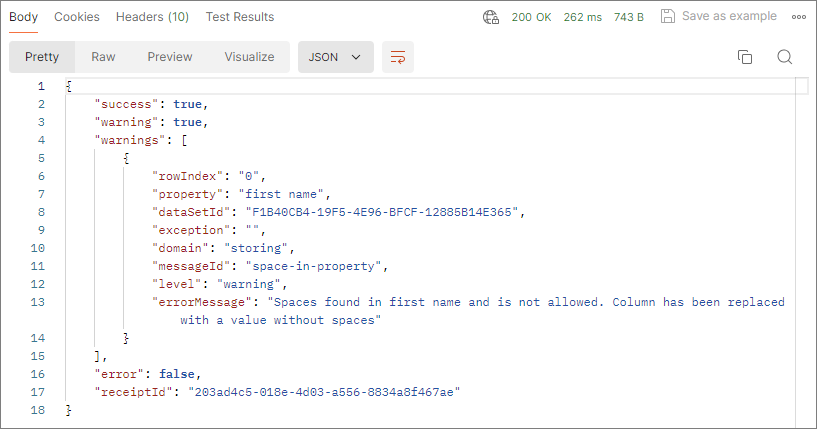 Body Cookies Headers (10) Test Results 200 OK 262 ms 743 B Save as example
Pretty Raw Preview Visualize JSON
1 {
2 "success": true,
3 "warning": true,
4 "warnings": [
5 {
6 "rowIndex": "0",
7 "property": "first name",
8 "dataSetId": "F1B40CB4-19F5-4E96-BFCF-12885B14E365",
9 "exception": "",
10 "domain": "storing",
11 "messageId": "space-in-property",
12 "level": "warning",
13 "errorMessage": "Spaces found in first name and is not allowed. Column has been replaced
with a value without spaces"
14 }
15 ],
16 "error": false,
17 "receiptId": "203ad4c5-018e-4d03-a556-8834a8f467ae"
18 }